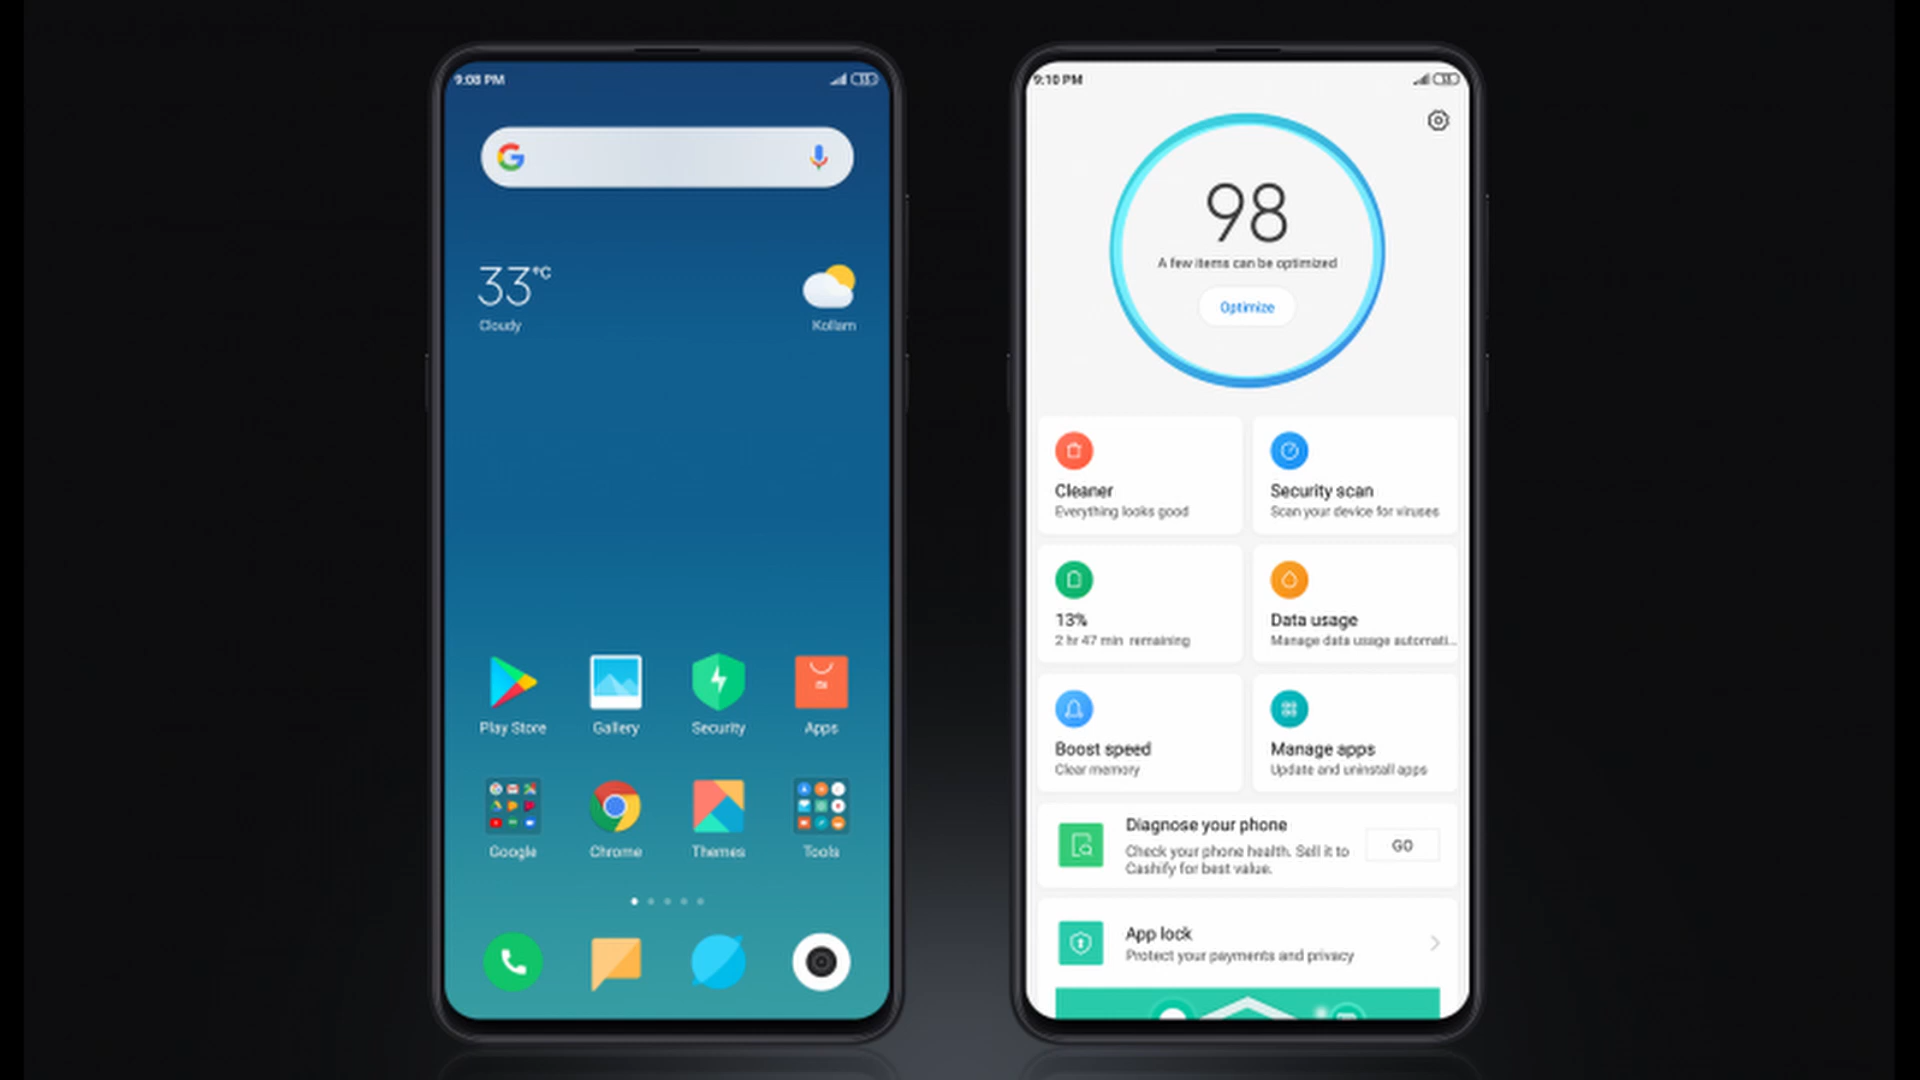 9:08 PM
33°C
Cloudy
Kollam
Play Store
Gallery
Security
Apps
Google
Chrome
Themes
Tools
9:10 PM
98
A few items can be optimized
Optimize
Cleaner
Everything looks good
Security scan
Scan your device for viruses
13%
2 hr 47 min remaining
Data usage
Manage data usage automati...
Boost speed
Clear memory
Manage apps
Update and uninstall apps
Diagnose your phone
Check your phone health. Sell it to
Cashify for best value.
GO
App lock
Protect your payments and privacy